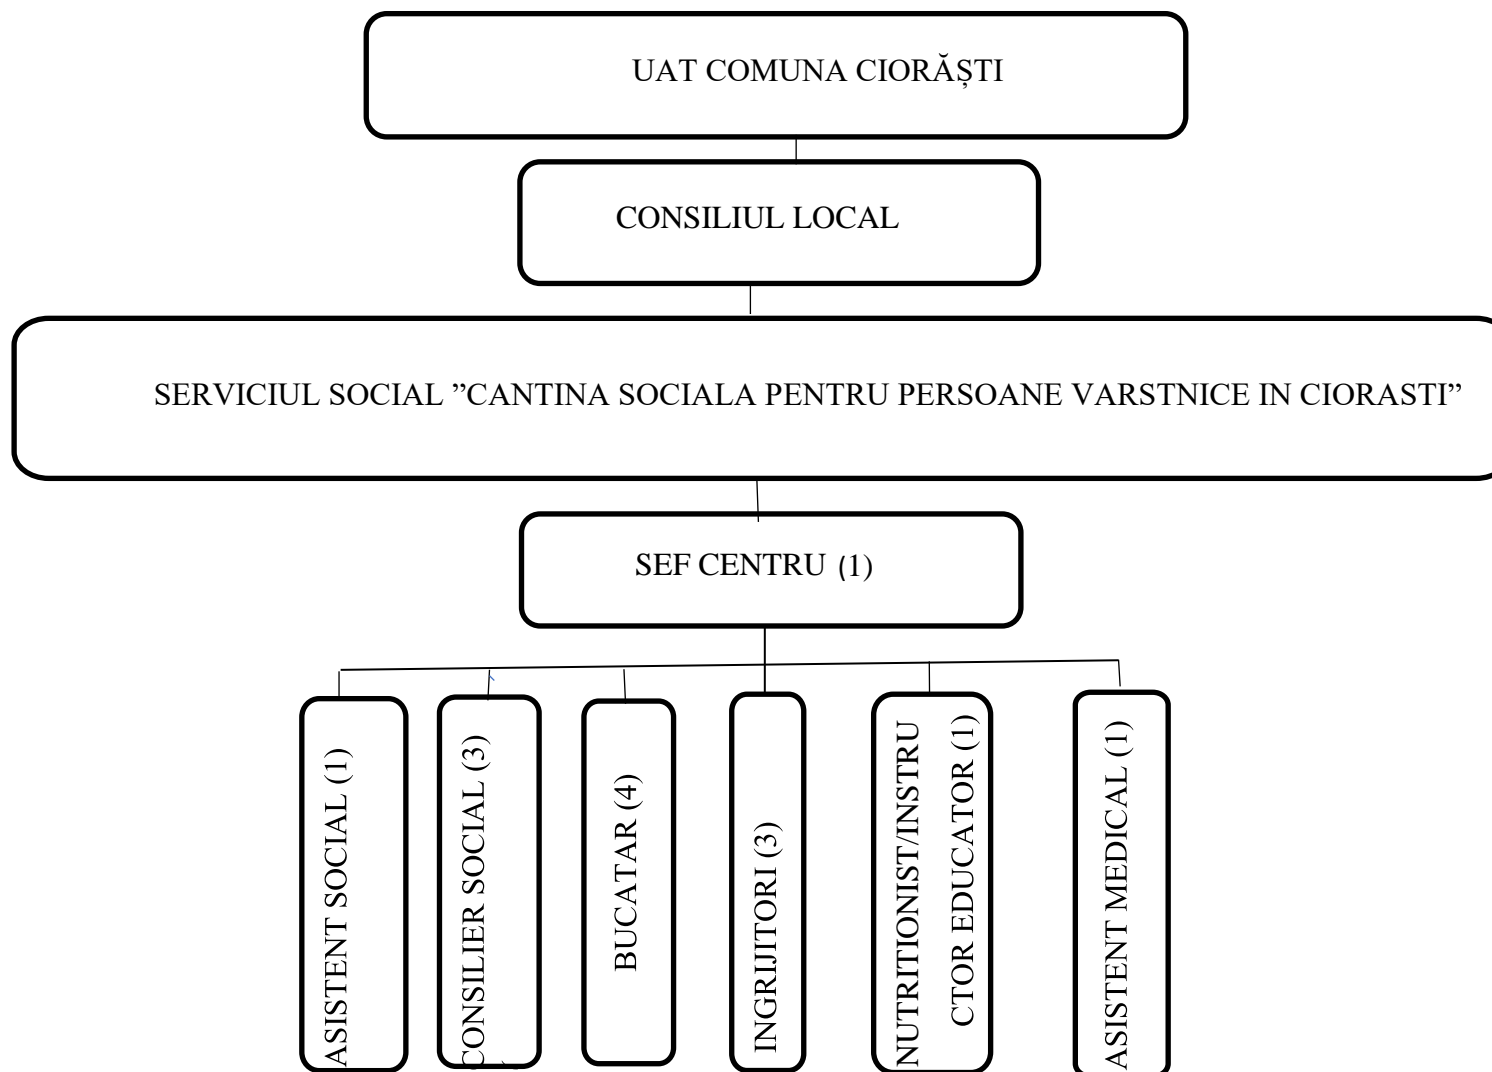 UAT COMUNA CIORĂȘTI
CONSILIUL LOCAL
SERVICIUL SOCIAL ”CANTINA SOCIALA PENTRU PERSOANE VARSTNICE IN CIORASTI”
SEF CENTRU (1)
ASISTENT SOCIAL (1)
CONSILIER SOCIAL (3)
BUCATAR (4)
INGRIJITORI (3)
NUTRITIONIST/INSTRU
CTOR EDUCATOR (1)
ASISTENT MEDICAL (1)